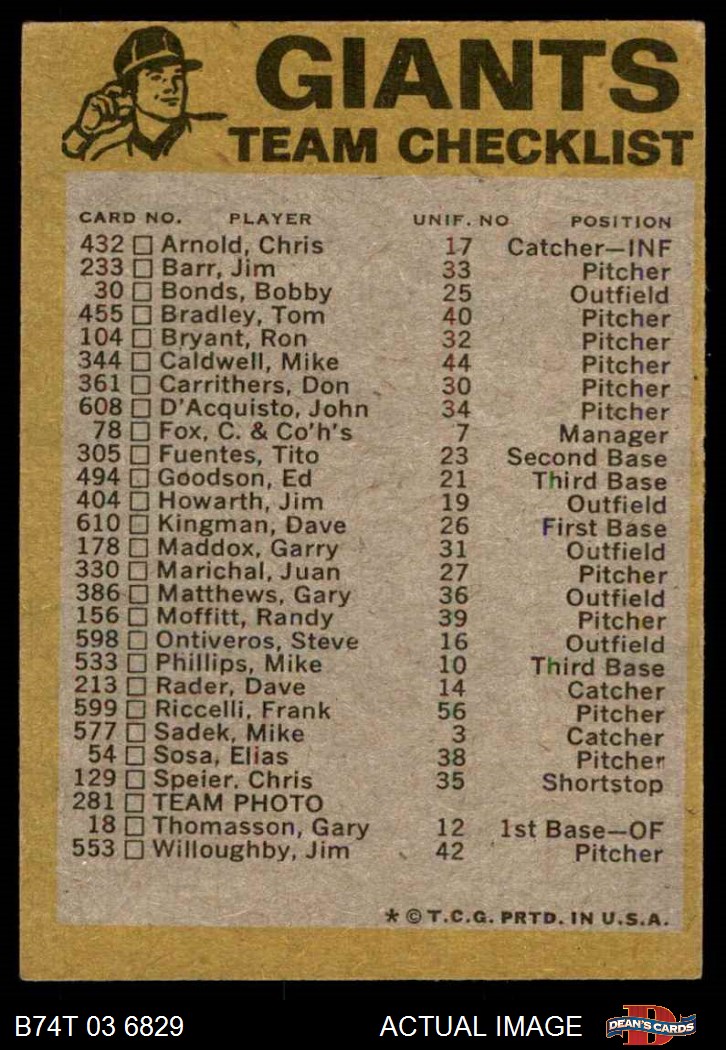 GIANTS
TEAM CHECKLIST
CARD NO. PLAYER UNIF. NO POSITION
432 □ Arnold, Chris 17 Catcher—INF
233 □ Barr, Jim 33 Pitcher
30 □ Bonds, Bobby 25 Outfield
455 □ Bradley, Tom 40 Pitcher
104 □ Bryant, Ron 32 Pitcher
344 □ Caldwell, Mike 44 Pitcher
361 □ Carrithers, Don 30 Pitcher
608 □ D'Acquisto, John 34 Pitcher
78 □ Fox, C. & Co'h's 7 Manager
305 □ Fuentes, Tito 23 Second Base
494 □ Goodson, Ed 21 Third Base
404 □ Howarth, Jim 19 Outfield
610 □ Kingman, Dave 26 First Base
178 □ Maddox, Garry 31 Outfield
330 □ Marichal, Juan 27 Pitcher
386 □ Matthews, Gary 36 Outfield
156 □ Moffitt, Randy 39 Pitcher
598 □ Ontiveros, Steve 16 Outfield
533 □ Phillips, Mike 10 Third Base
213 □ Rader, Dave 14 Catcher
599 □ Riccelli, Frank 56 Pitcher
577 □ Sadek, Mike 3 Catcher
54 □ Sosa, Elias 38 Pitcher
129 □ Speier, Chris 35 Shortstop
281 □ TEAM PHOTO
18 □ Thomasson, Gary 12 1st Base—OF
553 □ Willoughby, Jim 42 Pitcher
* © T.C.G. PRTD. IN U.S.A.
B74T 03 6829 ACTUAL IMAGE D DEAN'S CARDS